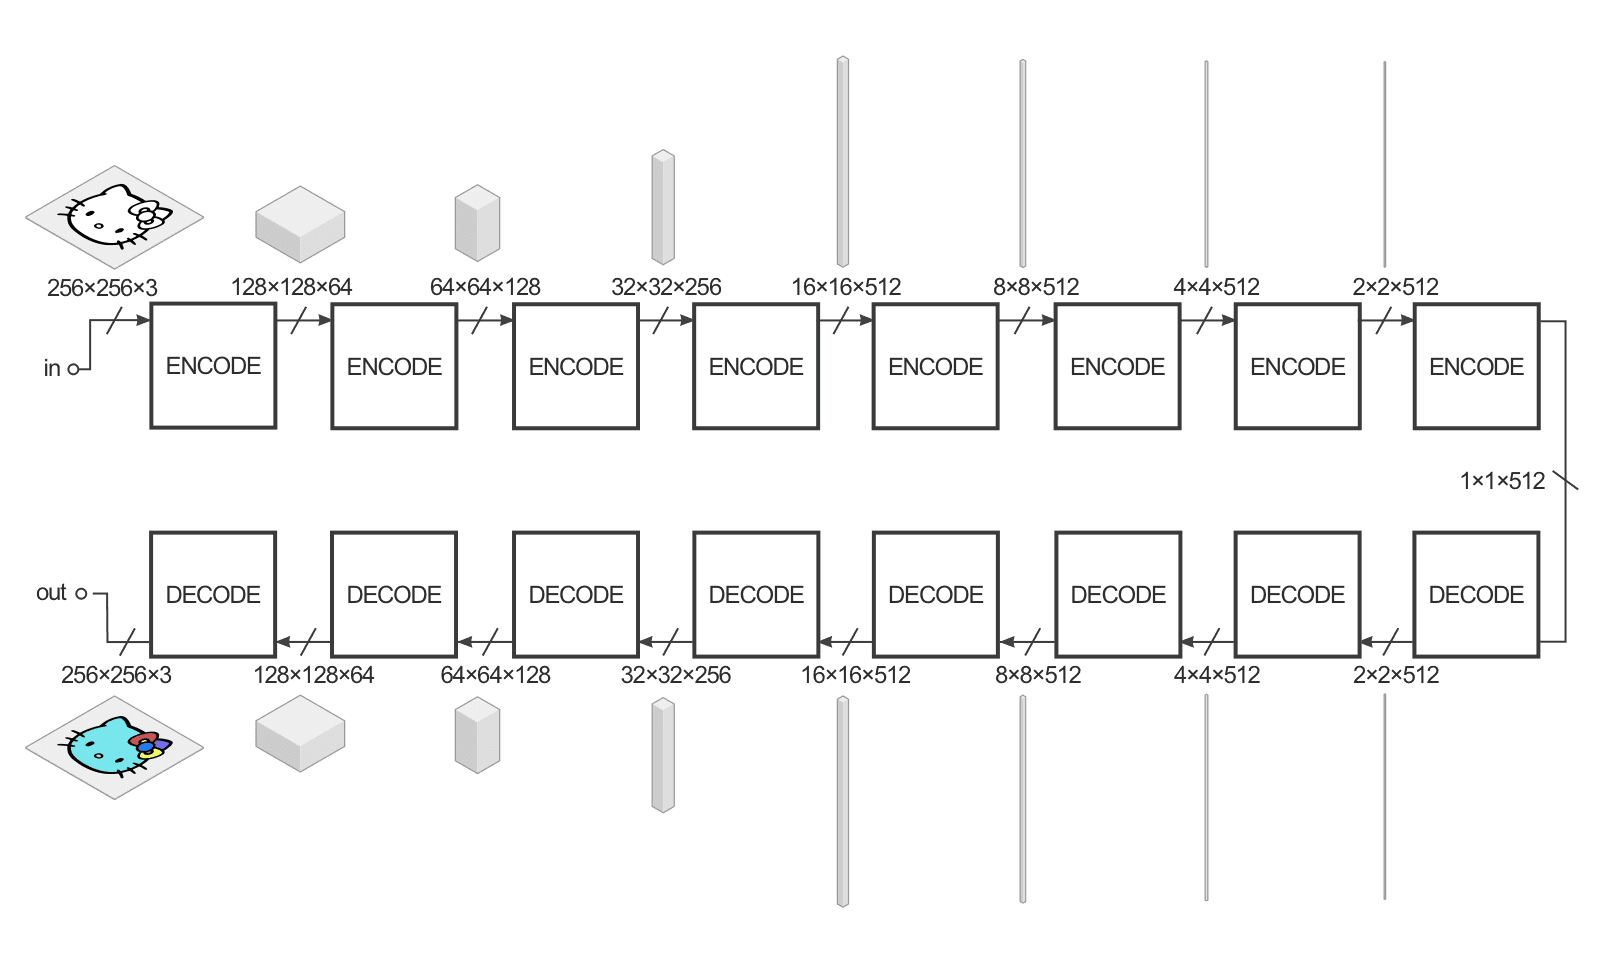 256×256×3 128×128×64 64×64×128 32×32×256 16×16×512 8×8×512 4×4×512 2×2×512
in ENCODE ENCODE ENCODE ENCODE ENCODE ENCODE ENCODE ENCODE
1×1×512
out DECODE DECODE DECODE DECODE DECODE DECODE DECODE DECODE
256×256×3 128×128×64 64×64×128 32×32×256 16×16×512 8×8×512 4×4×512 2×2×512